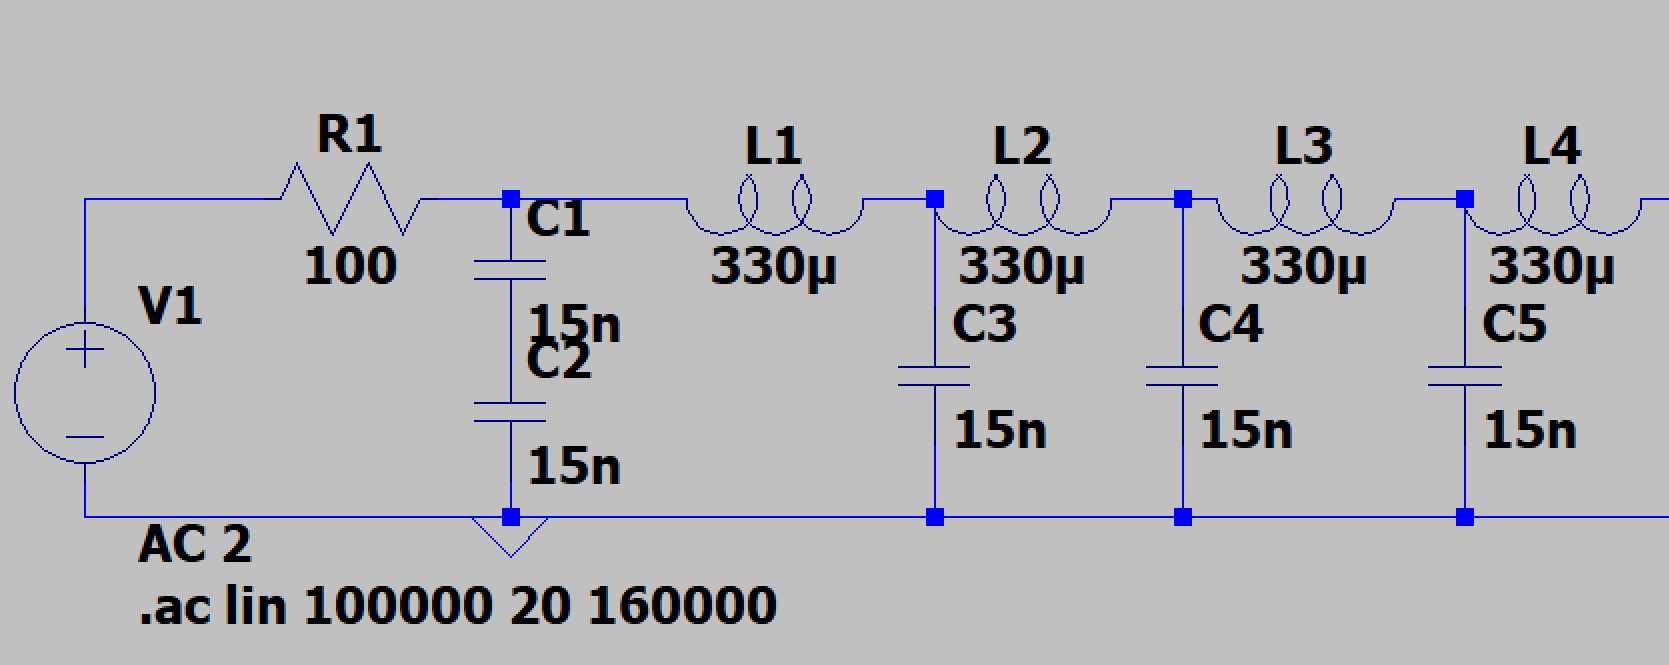 R1
100
V1
AC 2
.ac lin 100000 20 160000
C1
15n
C2
15n
L1
330µ
C3
15n
L2
330µ
C4
15n
L3
330µ
C5
15n
L4
330µ